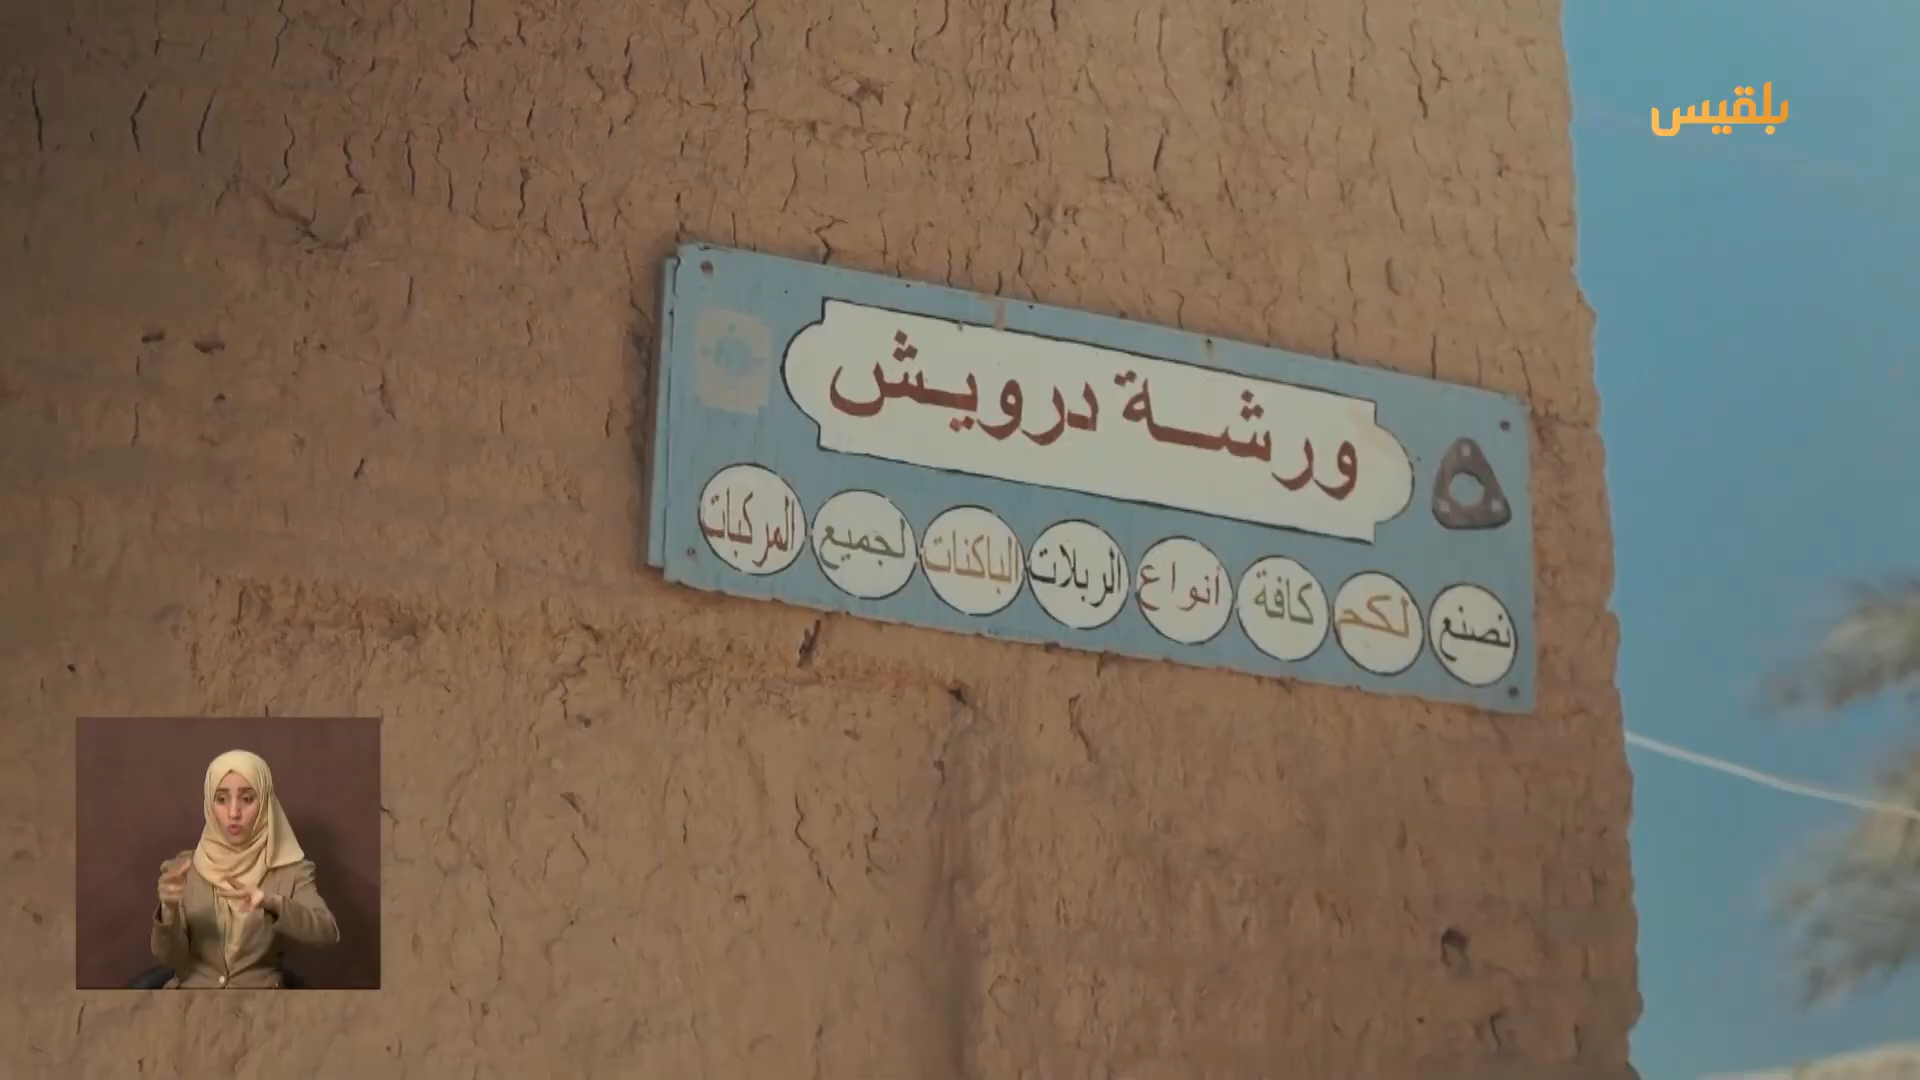 بلقيس
ورشة درويش
نصنع لكم كافة أنواع الربلات الباكنات لجميع المركبات